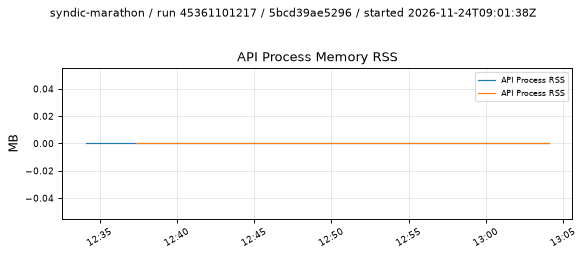 syndic-marathon / run 45361101217 / 5bcd39ae5296 / started 2026-11-24T09:01:38Z
API Process Memory RSS
API Process RSS
API Process RSS
MB
0.04
0.02
0.00
−0.02
−0.04
12:35
12:40
12:45
12:50
12:55
13:00
13:05